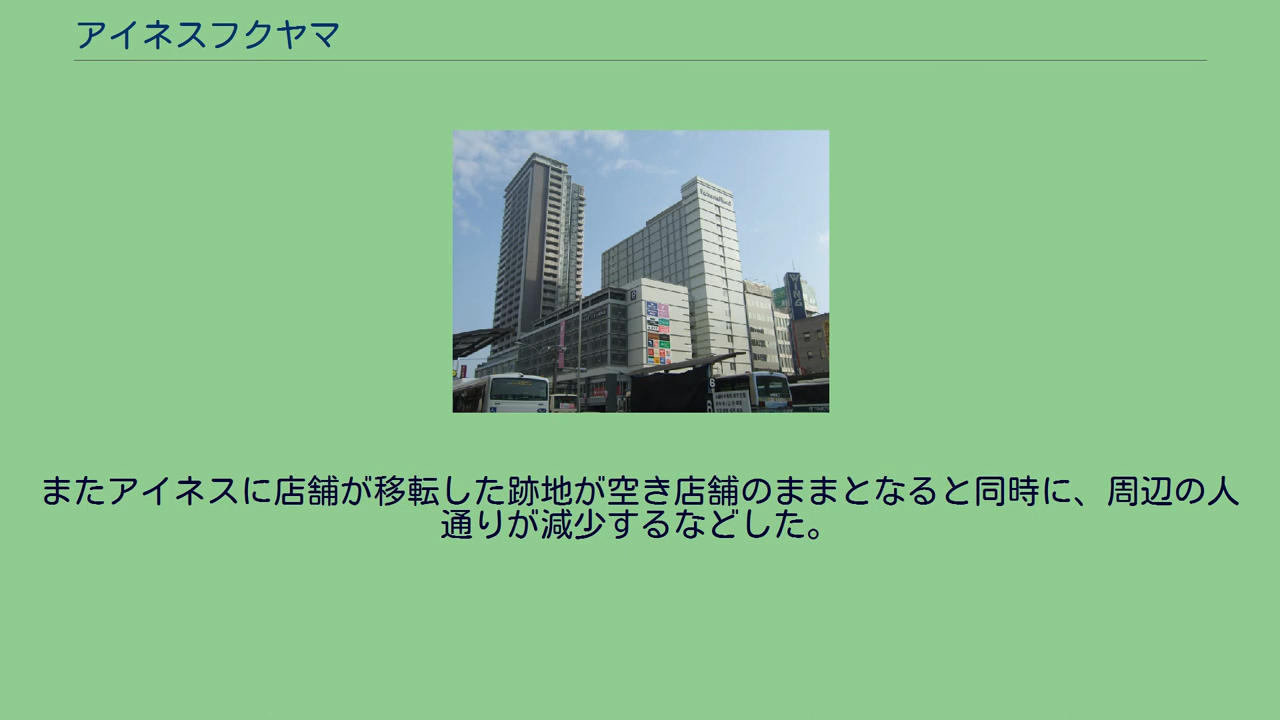 アイネスフクヤマ
WING
P
6
またアイネスに店舗が移転した跡地が空き店舗のままとなると同時に、周辺の人
通りが減少するなどした。